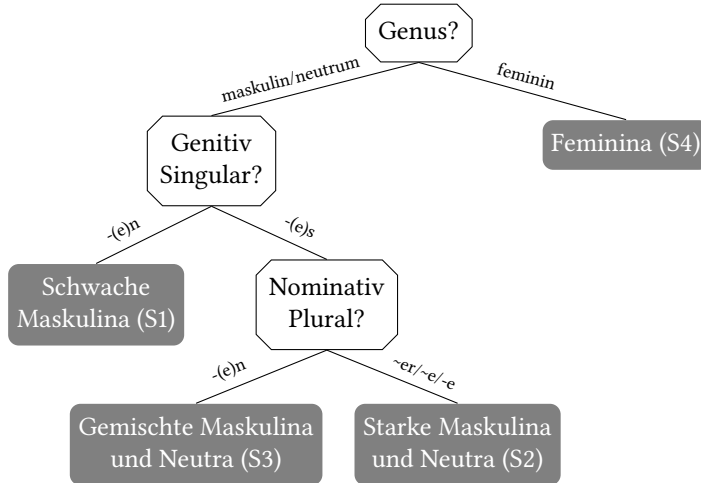 Genus?
maskulin/neutrum
feminin
Genitiv
Singular?
Feminina (S4)
-(e)n
-(e)s
Schwache
Maskulina (S1)
Nominativ
Plural?
-(e)n
~er/~e/-e
Gemischte Maskulina
und Neutra (S3)
Starke Maskulina
und Neutra (S2)